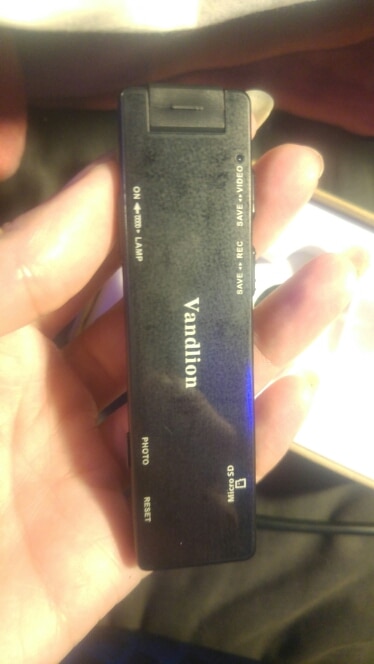 SAVE ↔ VIDEO
SAVE ↔ REC
Micro SD
Vandlion
ON ◂ ▸ LAMP
PHOTO
RESET